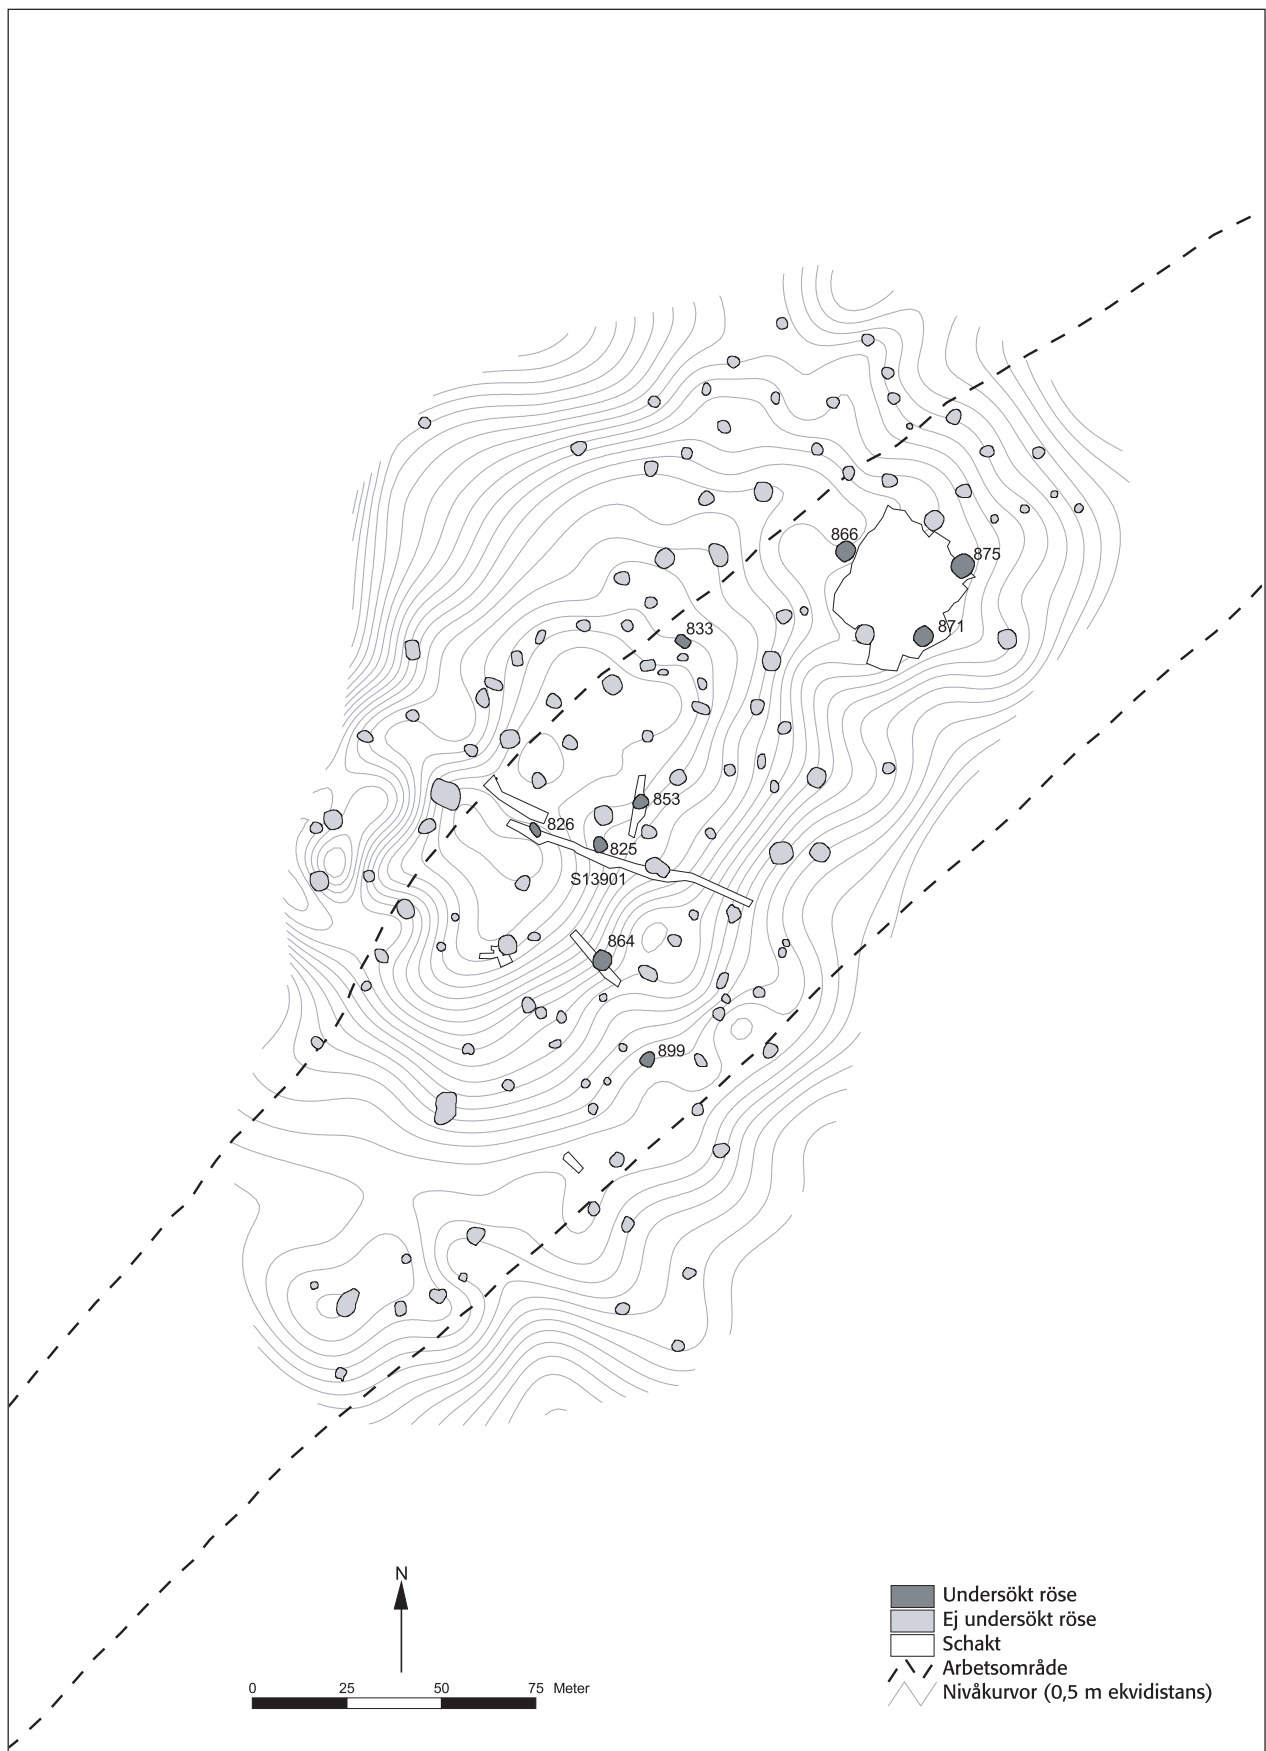 866
875
871
833
853
826
825
S13901
864
899
N
0 25 50 75 Meter
Undersökt röse
Ej undersökt röse
Schakt
Arbetsområde
Nivåkurvor (0,5 m ekvidistans)